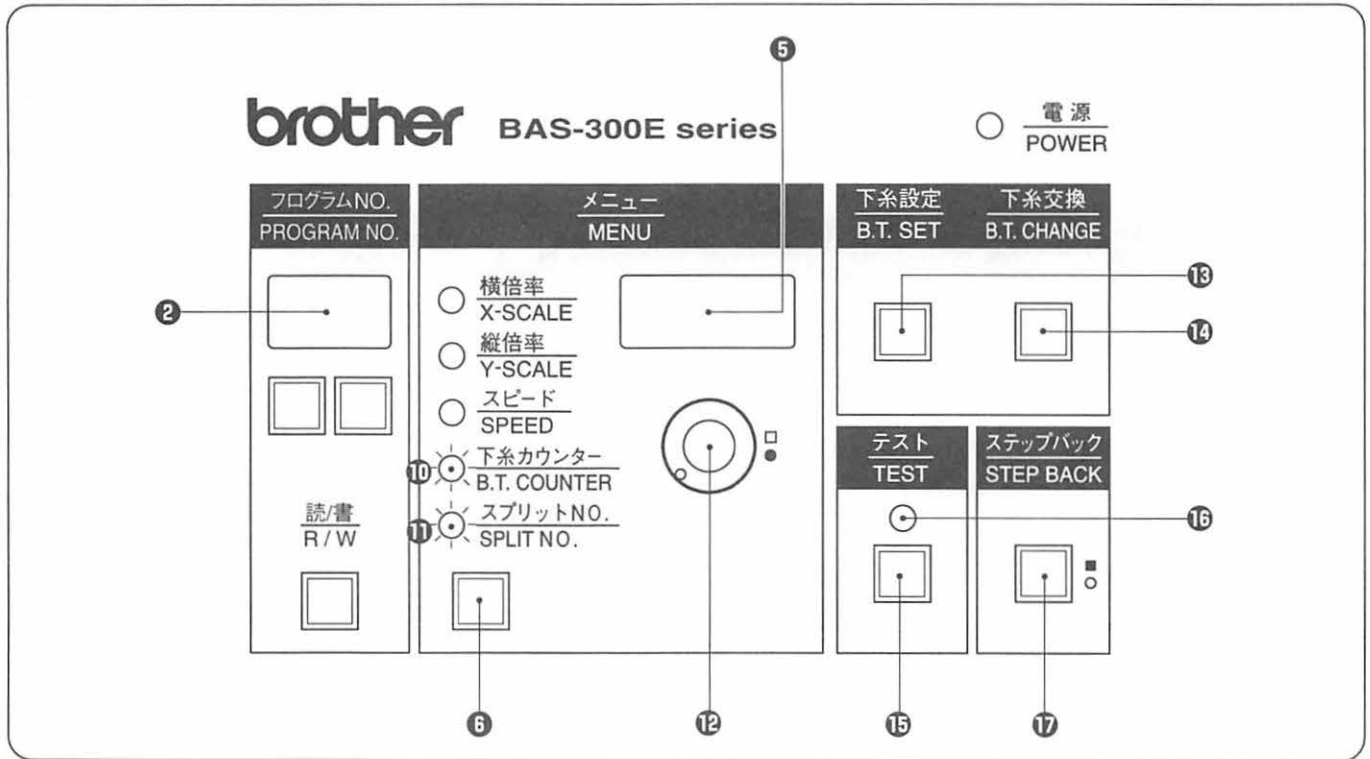 ❺
brother BAS-300E series
電源
POWER
プログラムNO.
PROGRAM NO.
メニュー
MENU
下糸設定
B.T. SET
下糸交換
B.T. CHANGE
❷
横倍率
X-SCALE
縦倍率
Y-SCALE
スピード
SPEED
❿
下糸カウンター
B.T. COUNTER
⓫
スプリットNO.
SPLIT NO.
読/書
R / W
⓭
⓮
テスト
TEST
ステップバック
STEP BACK
⓰
❻
⓬
⓯
⓱